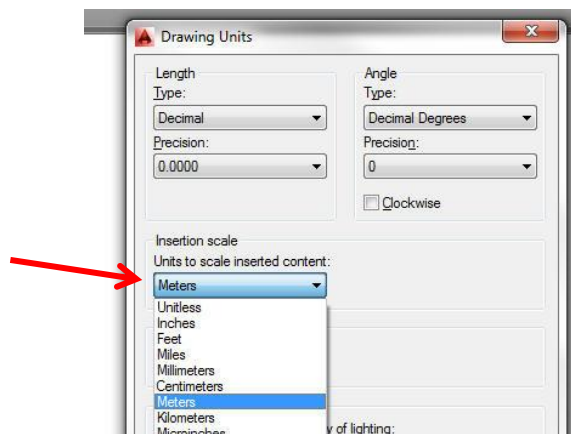 Drawing Units
Length
Type:
Decimal
Precision:
0.0000
Angle
Type:
Decimal Degrees
Precision:
0
Clockwise
Insertion scale
Units to scale inserted content:
Meters
Unitless
Inches
Feet
Miles
Millimeters
Centimeters
Meters
Kilometers
Microinches
y of lighting: